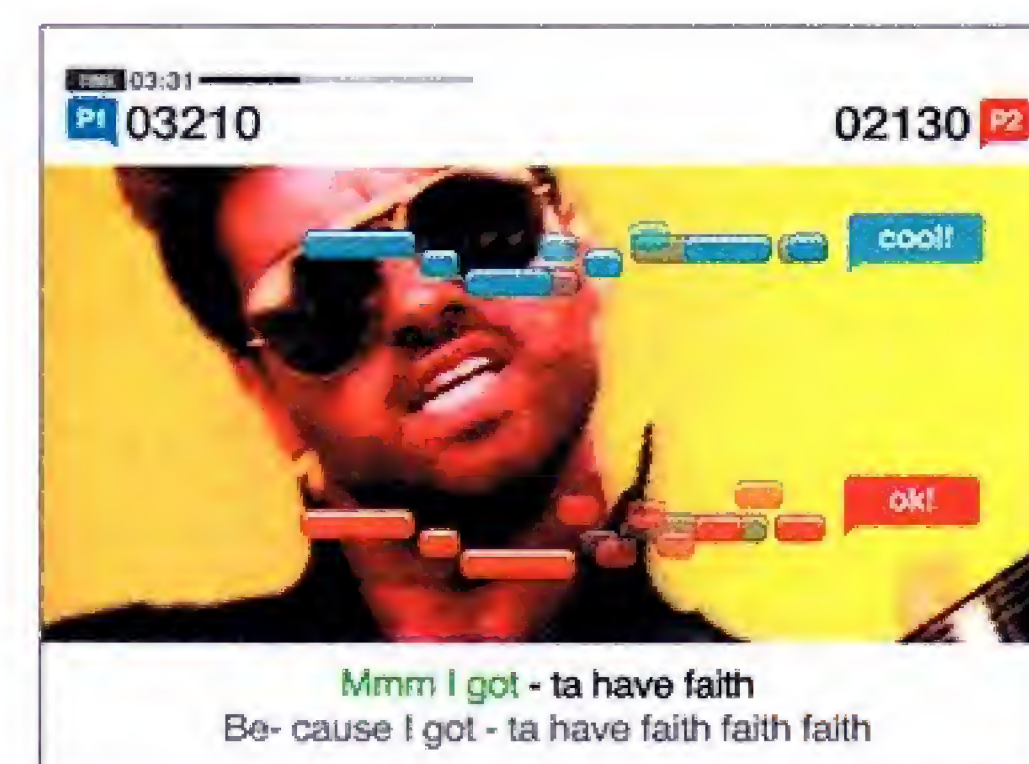 TIME 03:31
P1 03210
02130 P2
cool!
ok!
Mmm I got - ta have faith
Be- cause I got - ta have faith faith faith